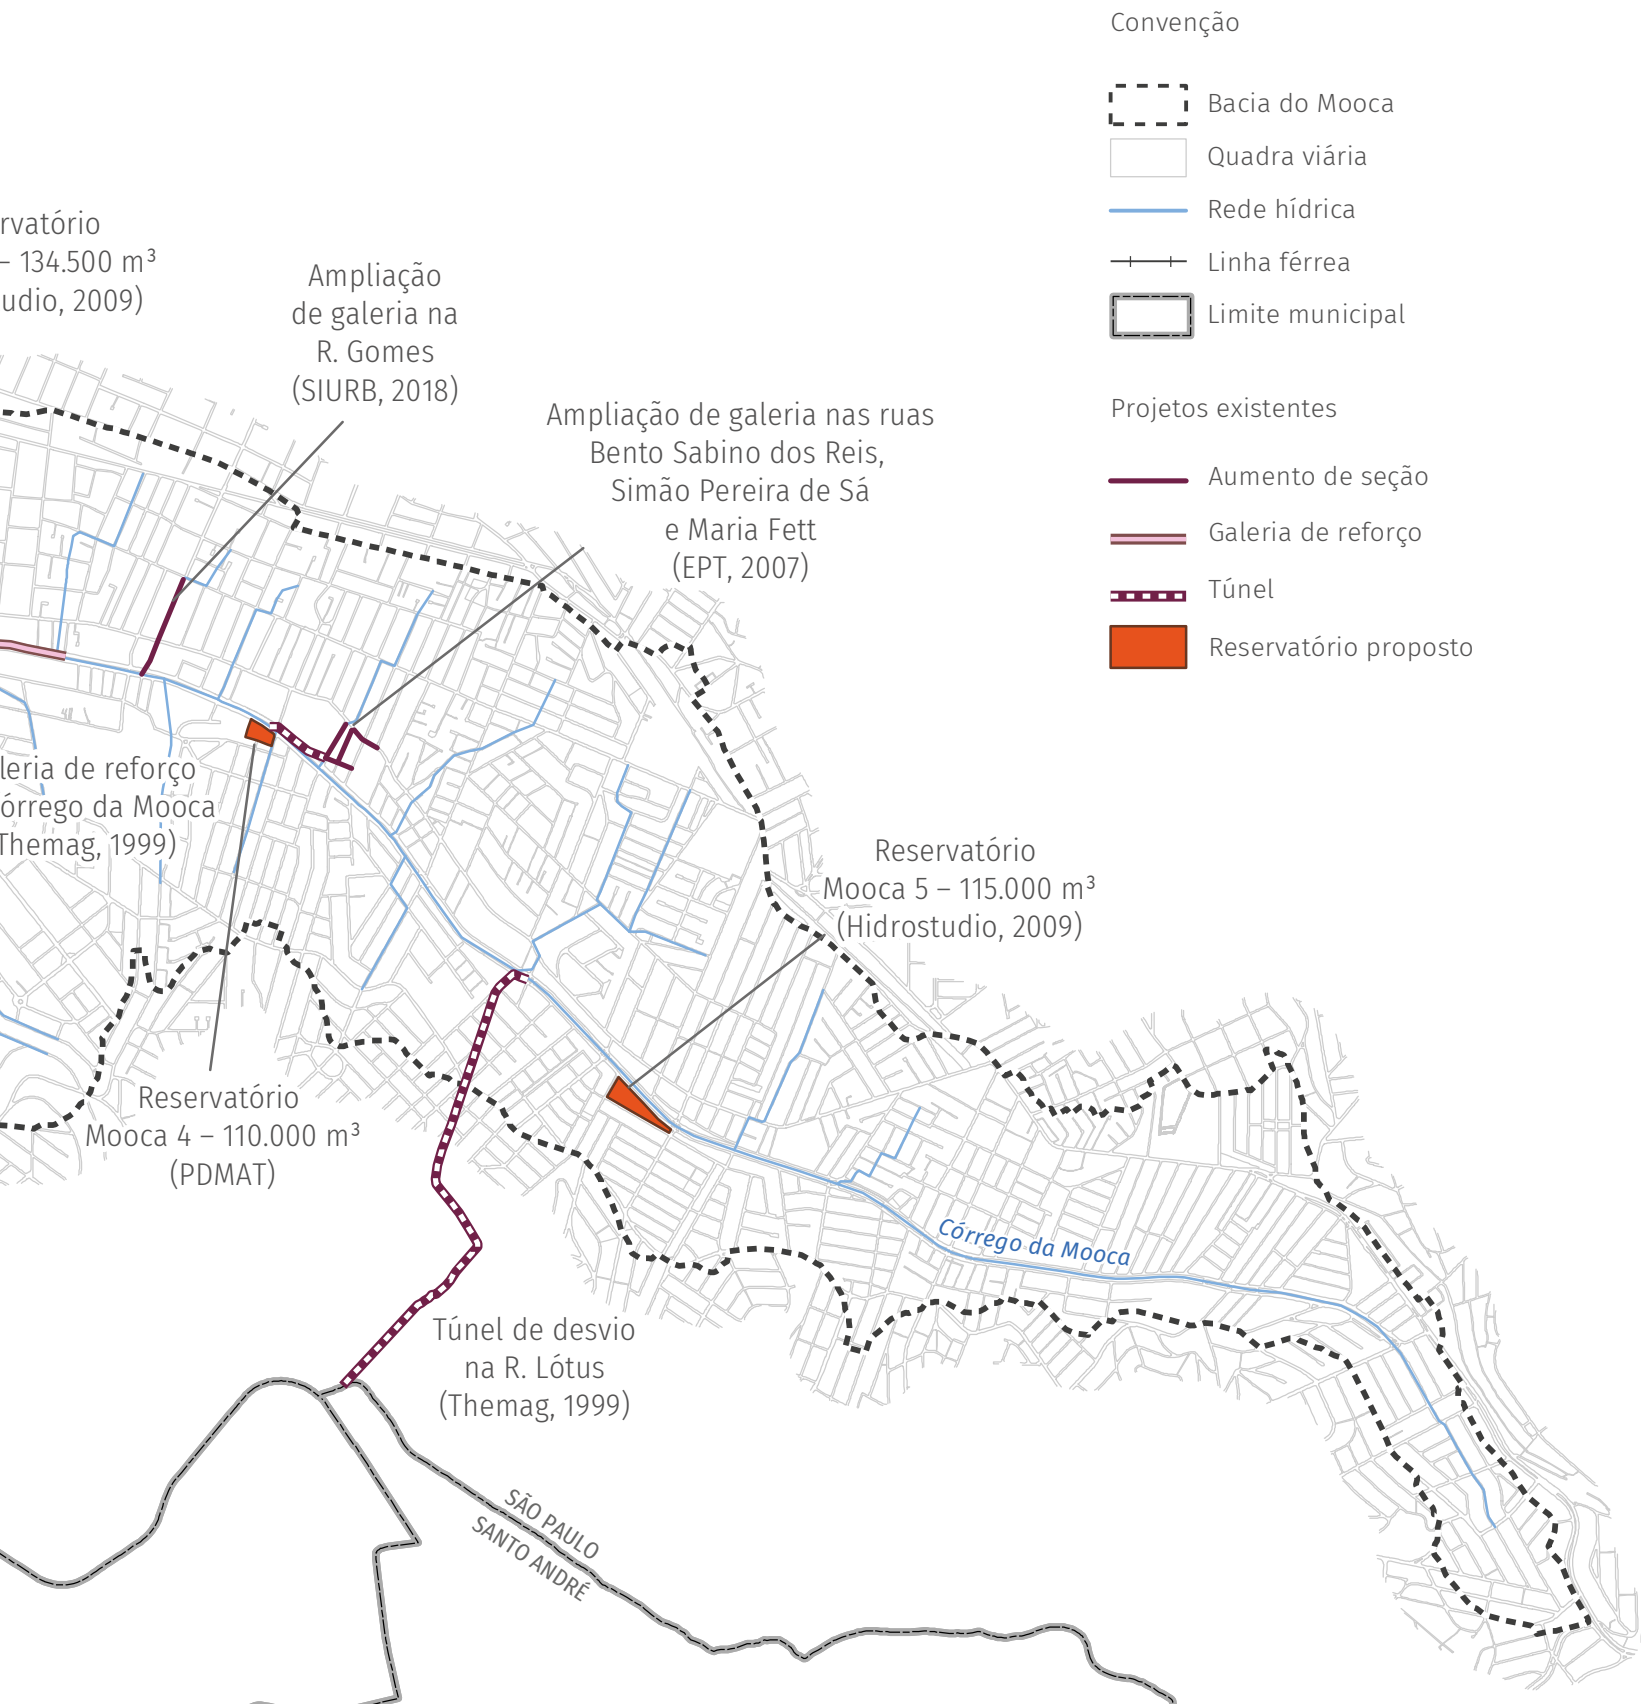 Convenção
Bacia do Mooca
Quadra viária
Rede hídrica
Linha férrea
Limite municipal
Projetos existentes
Aumento de seção
Galeria de reforço
Túnel
Reservatório proposto
rvatório
– 134.500 m³
udio, 2009)
Ampliação
de galeria na
R. Gomes
(SIURB, 2018)
Ampliação de galeria nas ruas
Bento Sabino dos Reis,
Simão Pereira de Sá
e Maria Fett
(EPT, 2007)
leria de reforço
órrego da Mooca
Themag, 1999)
Reservatório
Mooca 5 – 115.000 m³
(Hidrostudio, 2009)
Reservatório
Mooca 4 – 110.000 m³
(PDMAT)
Córrego da Mooca
Túnel de desvio
na R. Lótus
(Themag, 1999)
SÃO PAULO
SANTO ANDRÉ